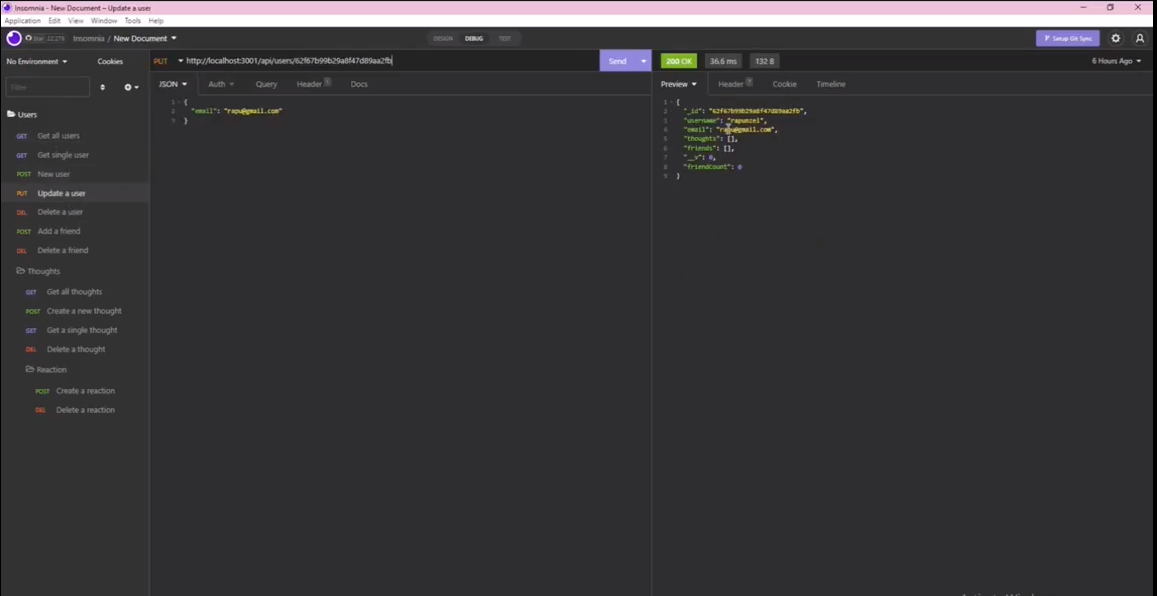 Insomnia - New Document – Update a user
Application Edit View Window Tools Help
Star 12,278 Insomnia / New Document DESIGN DEBUG TEST Setup Git Sync
No Environment Cookies
Filter
Users
GET Get all users
GET Get single user
POST New user
PUT Update a user
DEL Delete a user
POST Add a friend
DEL Delete a friend
Thoughts
GET Get all thoughts
POST Create a new thought
GET Get a single thought
DEL Delete a thought
Reaction
POST Create a reaction
DEL Delete a reaction
PUT http://localhost:3001/api/users/62f67b99b29a8f47d89aa2fb Send
JSON Auth Query Header 1 Docs
1 {
2 "email": "rapu@gmail.com"
3 }
200 OK 36.6 ms 132 B 6 Hours Ago
Preview Header 7 Cookie Timeline
1 {
2 "_id": "62f67b99b29a8f47d89aa2fb",
3 "username": "rapunzel",
4 "email": "rapu@gmail.com",
5 "thoughts": [],
6 "friends": [],
7 "__v": 0,
8 "friendCount": 0
9 }